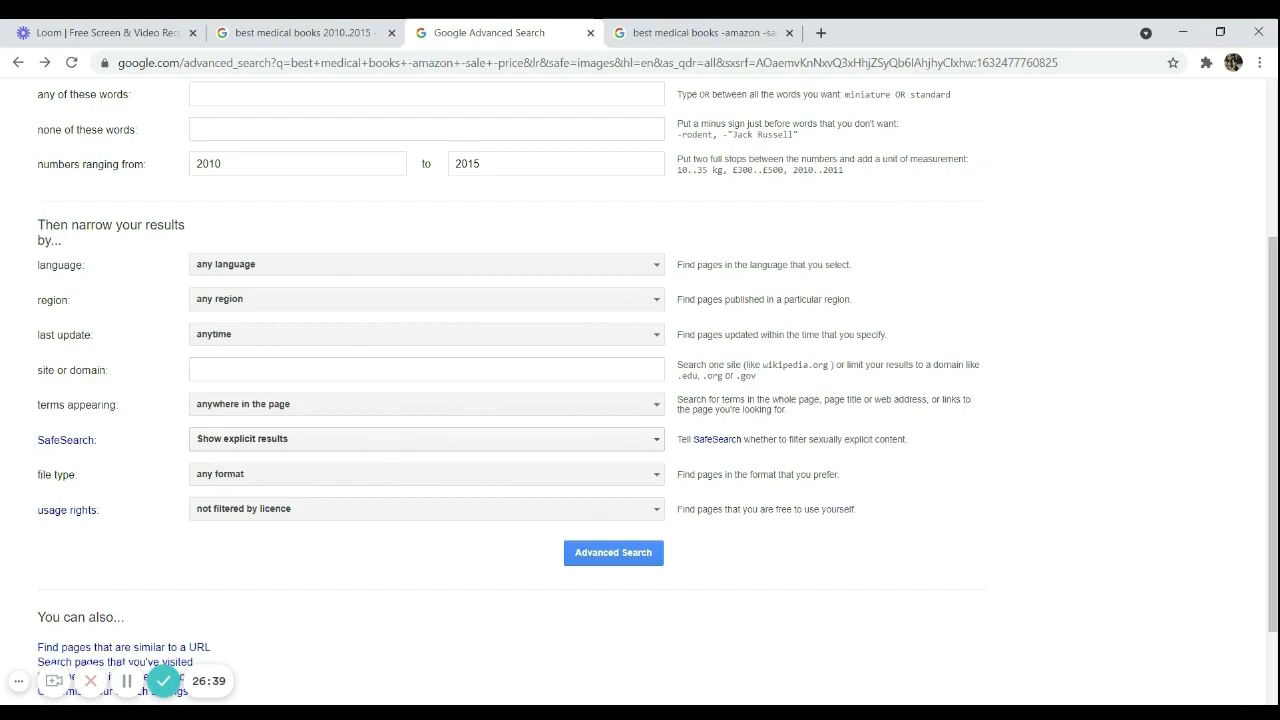 Loom | Free Screen & Video Rec
best medical books 2010..2015 -
Google Advanced Search
best medical books -amazon -sa
google.com/advanced_search?q=best+medical+books+-amazon+-sale+-price&lr&safe=images&hl=en&as_qdr=all&sxsrf=AOaemvKnNxvQ3xHhjZSyQb6IAhjhyClxhw:1632477760825
any of these words:
Type OR between all the words you want: miniature OR standard
none of these words:
Put a minus sign just before words that you don't want:
-rodent, -"Jack Russell"
numbers ranging from:
2010
to
2015
Put two full stops between the numbers and add a unit of measurement:
10..35 kg, £300..£500, 2010..2011
Then narrow your results
by...
language:
any language
Find pages in the language that you select.
region:
any region
Find pages published in a particular region.
last update:
anytime
Find pages updated within the time that you specify.
site or domain:
Search one site (like wikipedia.org ) or limit your results to a domain like
.edu, .org or .gov
terms appearing:
anywhere in the page
Search for terms in the whole page, page title or web address, or links to
the page you're looking for.
SafeSearch:
Show explicit results
Tell SafeSearch whether to filter sexually explicit content.
file type:
any format
Find pages in the format that you prefer.
usage rights:
not filtered by licence
Find pages that you are free to use yourself.
Advanced Search
You can also...
Find pages that are similar to a URL
Search pages that you've visited
26:39